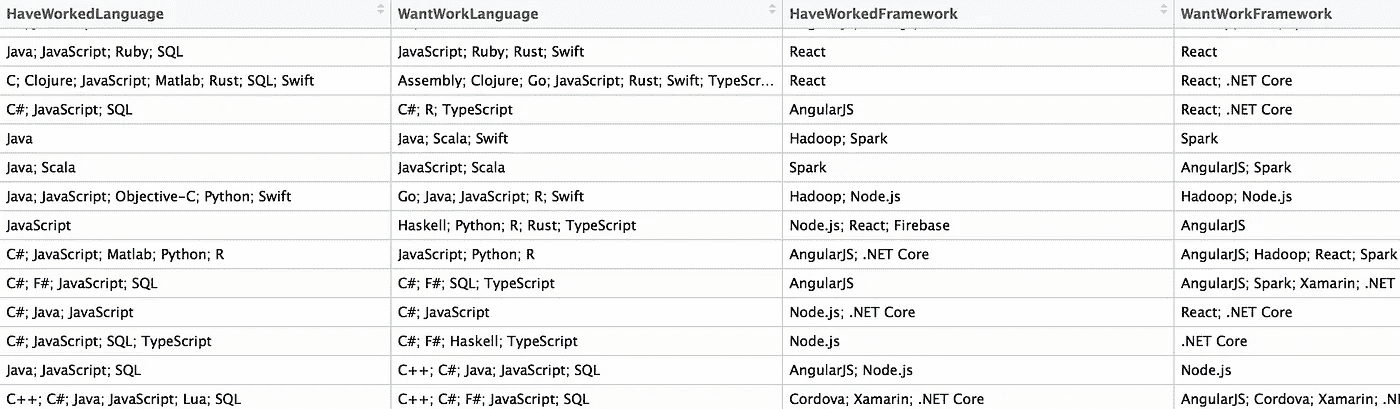 HaveWorkedLanguage WantWorkLanguage HaveWorkedFramework WantWorkFramework
Java; JavaScript; Ruby; SQL JavaScript; Ruby; Rust; Swift React React
C; Clojure; JavaScript; Matlab; Rust; SQL; Swift Assembly; Clojure; Go; JavaScript; Rust; Swift; TypeScr... React React; .NET Core
C#; JavaScript; SQL C#; R; TypeScript AngularJS React; .NET Core
Java Java; Scala; Swift Hadoop; Spark Spark
Java; Scala JavaScript; Scala Spark AngularJS; Spark
Java; JavaScript; Objective-C; Python; Swift Go; Java; JavaScript; R; Swift Hadoop; Node.js Hadoop; Node.js
JavaScript Haskell; Python; R; Rust; TypeScript Node.js; React; Firebase AngularJS
C#; JavaScript; Matlab; Python; R JavaScript; Python; R AngularJS; .NET Core AngularJS; Hadoop; React; Spark
C#; F#; JavaScript; SQL C#; F#; SQL; TypeScript AngularJS AngularJS; Spark; Xamarin; .NET
C#; Java; JavaScript C#; JavaScript Node.js; .NET Core React; .NET Core
C#; JavaScript; SQL; TypeScript C#; F#; Haskell; TypeScript Node.js .NET Core
Java; JavaScript; SQL C++; C#; Java; JavaScript; SQL AngularJS; Node.js Node.js
C++; C#; Java; JavaScript; Lua; SQL C++; C#; F#; JavaScript; SQL Cordova; Xamarin; .NET Core AngularJS; Cordova; Xamarin;